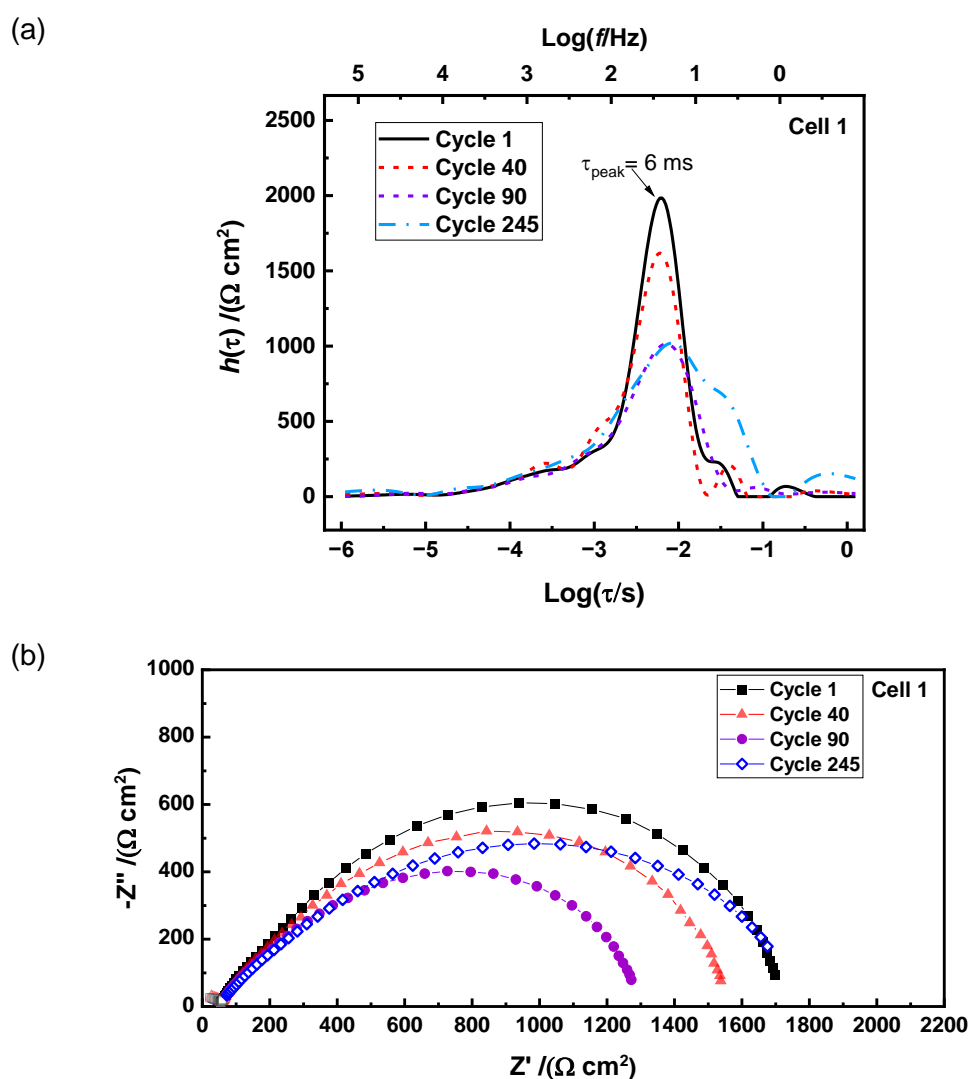 (a)
Log(f/Hz)
5 4 3 2 1 0
2500
2000
1500
1000
500
0
h(τ) /(Ω cm²)
Cycle 1
Cycle 40
Cycle 90
Cycle 245
Cell 1
τpeak= 6 ms
−6 −5 −4 −3 −2 −1 0
Log(τ/s)
(b)
1000
800
600
400
200
0
-Z" /(Ω cm²)
Cycle 1
Cycle 40
Cycle 90
Cycle 245
Cell 1
0 200 400 600 800 1000 1200 1400 1600 1800 2000 2200
Z' /(Ω cm²)